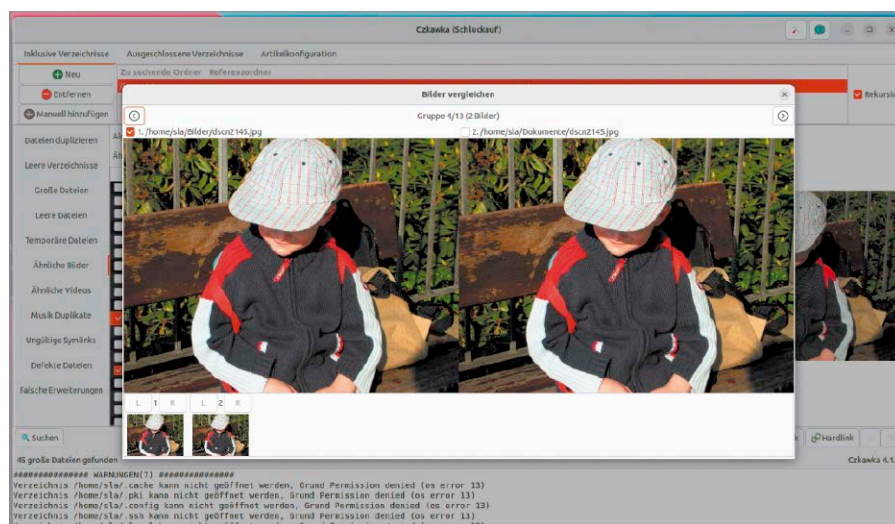 Czkawka (Schluckauf)
Inklusive Verzeichnisse Ausgeschlossene Verzeichnisse Artikelkonfiguration
Neu
Zu suchende Ordner Referenzordner
Entfernen
Rekursiv
Manuell hinzufügen
Bilder vergleichen
Gruppe 4/13 (2 Bilder)
1. /home/sla/Bilder/dscn2145.jpg 2. /home/sla/Dokumente/dscn2145.jpg
Dateien duplizieren
Leere Verzeichnisse
Große Dateien
Leere Dateien
Temporäre Dateien
Ähnliche Bilder
Ähnliche Videos
Musik Duplikate
Ungültige Symlinks
Defekte Dateien
Falsche Erweiterungen
L 1 R L 2 R
Suchen
Hardlink
45 große Dateien gefunden
Czkawka 4.1.
############### WARNUNGEN(7) ###############
Verzeichnis /home/sla/.cache kann nicht geöffnet werden, Grund Permission denied (os error 13)
Verzeichnis /home/sla/.pki kann nicht geöffnet werden, Grund Permission denied (os error 13)
Verzeichnis /home/sla/.config kann nicht geöffnet werden, Grund Permission denied (os error 13)
Verzeichnis /home/sla/.ssh kann nicht geöffnet werden, Grund Permission denied (os error 13)